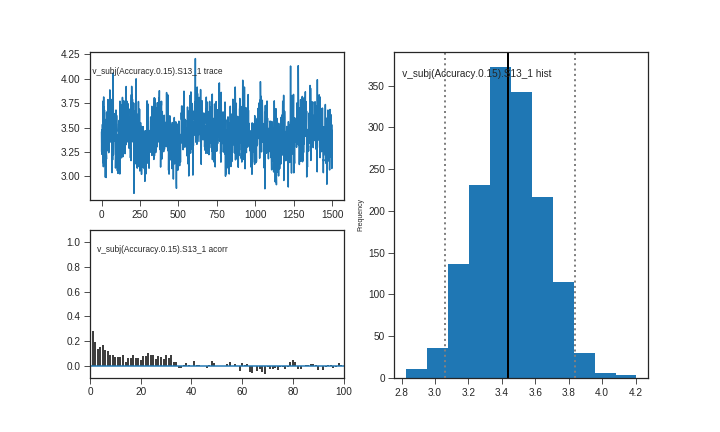 4.25
4.00
3.75
3.50
3.25
3.00
v_subj(Accuracy.0.15).S13_1 trace
0 250 500 750 1000 1250 1500
1.0
0.8
0.6
0.4
0.2
0.0
v_subj(Accuracy.0.15).S13_1 acorr
0 20 40 60 80 100
Frequency
350
300
250
200
150
100
50
0
v_subj(Accuracy.0.15).S13_1 hist
2.8 3.0 3.2 3.4 3.6 3.8 4.0 4.2